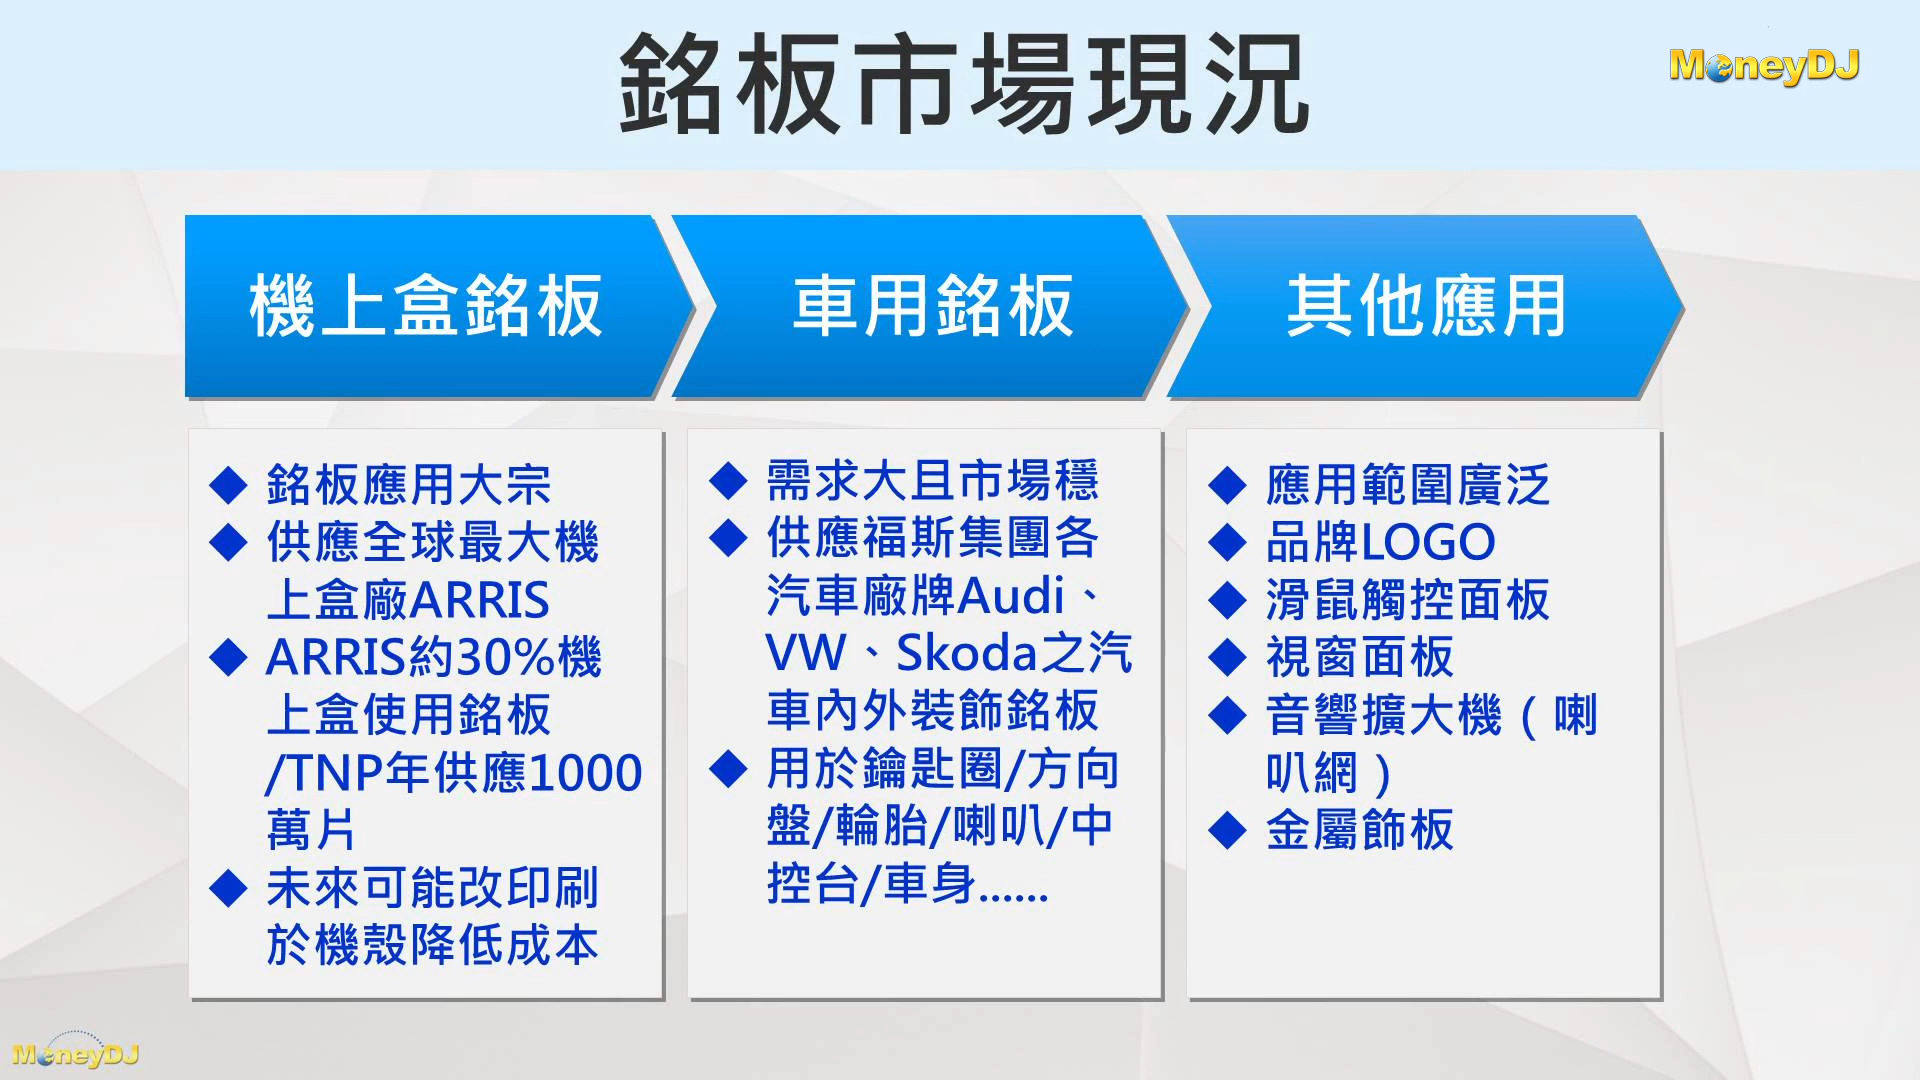 銘板市場現況
MoneyDJ
機上盒銘板
車用銘板
其他應用
◆ 銘板應用大宗
◆ 供應全球最大機
上盒廠ARRIS
◆ ARRIS約30%機
上盒使用銘板
/TNP年供應1000
萬片
◆ 未來可能改印刷
於機殼降低成本
◆ 需求大且市場穩
◆ 供應福斯集團各
汽車廠牌Audi、
VW、Skoda之汽
車內外裝飾銘板
◆ 用於鑰匙圈/方向
盤/輪胎/喇叭/中
控台/車身......
◆ 應用範圍廣泛
◆ 品牌LOGO
◆ 滑鼠觸控面板
◆ 視窗面板
◆ 音響擴大機（喇
叭網）
◆ 金屬飾板
MoneyDJ